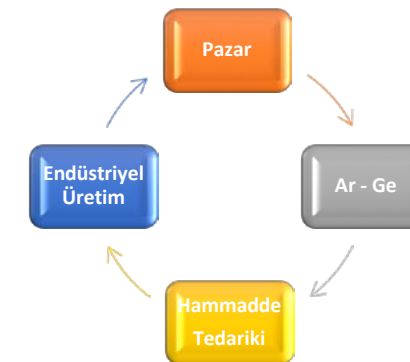 Pazar
Ar - Ge
Hammadde
Tedariki
Endüstriyel
Üretim